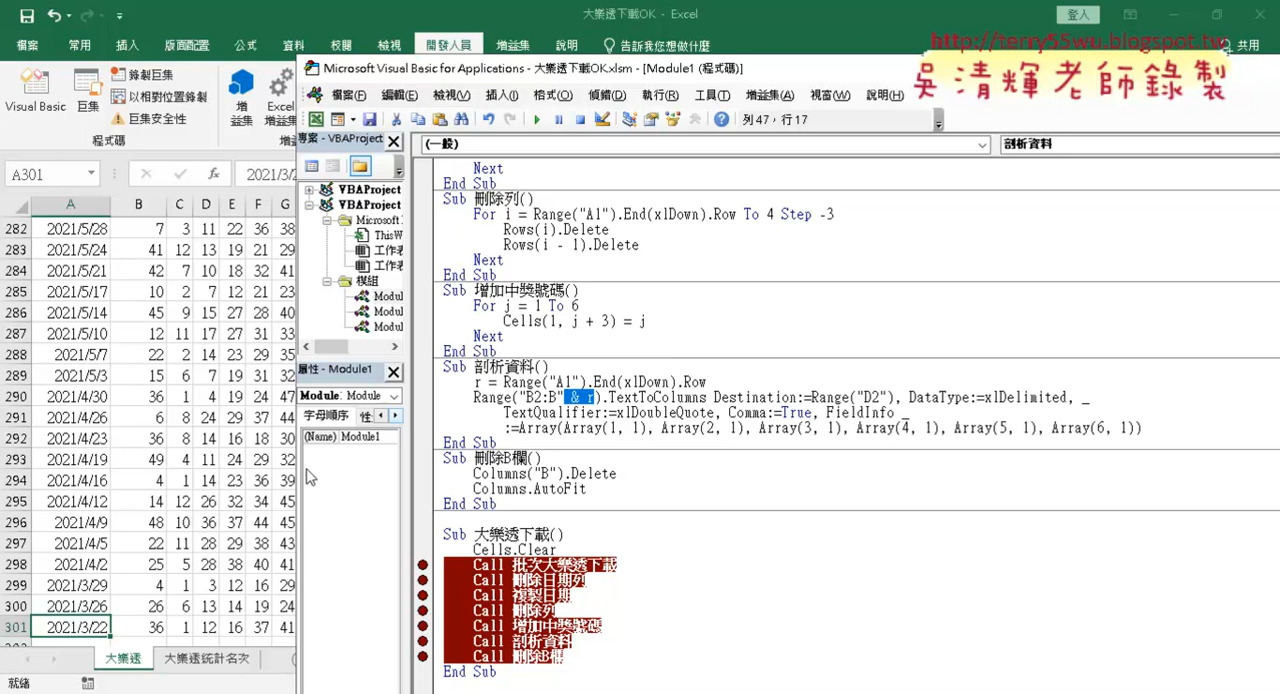 大樂透下載OK - Excel
登入
檔案 常用 插入 版面配置 公式 資料 校閱 檢視 開發人員 增益集 說明 告訴我您想做什麼 共用
http://terry55wu.blogspot.tw
吳清輝老師錄製
Visual Basic 巨集 錄製巨集 以相對位置錄製 巨集安全性 增益集 Excel
程式碼
Microsoft Visual Basic for Applications - 大樂透下載OK.xlsm - [Module1 (程式碼)]
檔案(F) 編輯(E) 檢視(V) 插入(I) 格式(O) 偵錯(D) 執行(R) 工具(T) 增益集(A) 視窗(W) 說明(H)
列 47，行 17
專案 - VBAProject
(一般) 剖析資料
A301 fx 2021/3/2
VBAProject
VBAProject
Microsoft
ThisW
工作表
工作表
模組
Modul
Modul
Modul
屬性 - Module1
Module1 Module
字母順序 性
(Name) Module1
A B C D E F G
282 2021/5/28 7 3 11 22 36 38
283 2021/5/24 41 12 13 19 21 29
284 2021/5/21 42 7 10 18 32 41
285 2021/5/17 10 2 7 12 21 23
286 2021/5/14 45 9 15 27 28 40
287 2021/5/10 12 11 17 27 31 33
288 2021/5/7 22 2 14 23 29 35
289 2021/5/3 15 6 7 19 31 32
290 2021/4/30 36 1 4 19 24 36
291 2021/4/26 6 8 24 29 37 44
292 2021/4/23 36 8 14 16 18 30
293 2021/4/19 49 4 11 24 29 32
294 2021/4/16 4 1 14 23 36 39
295 2021/4/12 14 12 26 32 34 45
296 2021/4/9 48 10 36 37 44 45
297 2021/4/5 22 11 28 29 38 43
298 2021/4/2 25 5 28 38 40 41
299 2021/3/29 4 1 3 12 16 29
300 2021/3/26 26 6 13 14 19 24
301 2021/3/22 36 1 12 16 37 41
大樂透 大樂透統計名次
就緒
Next
End Sub
Sub 刪除列()
For i = Range("A1").End(xlDown).Row To 4 Step -3
Rows(i).Delete
Rows(i - 1).Delete
Next
End Sub
Sub 增加中獎號碼()
For j = 1 To 6
Cells(1, j + 3) = j
Next
End Sub
Sub 剖析資料()
r = Range("A1").End(xlDown).Row
Range("B2:B" & r).TextToColumns Destination:=Range("D2"), DataType:=xlDelimited, _
TextQualifier:=xlDoubleQuote, Comma:=True, FieldInfo _
:=Array(Array(1, 1), Array(2, 1), Array(3, 1), Array(4, 1), Array(5, 1), Array(6, 1))
End Sub
Sub 刪除B欄()
Columns("B").Delete
Columns.AutoFit
End Sub
Sub 大樂透下載()
Cells.Clear
Call 批次大樂透下載
Call 刪除日期列
Call 複製日期
Call 刪除列
Call 增加中獎號碼
Call 剖析資料
Call 刪除B欄
End Sub